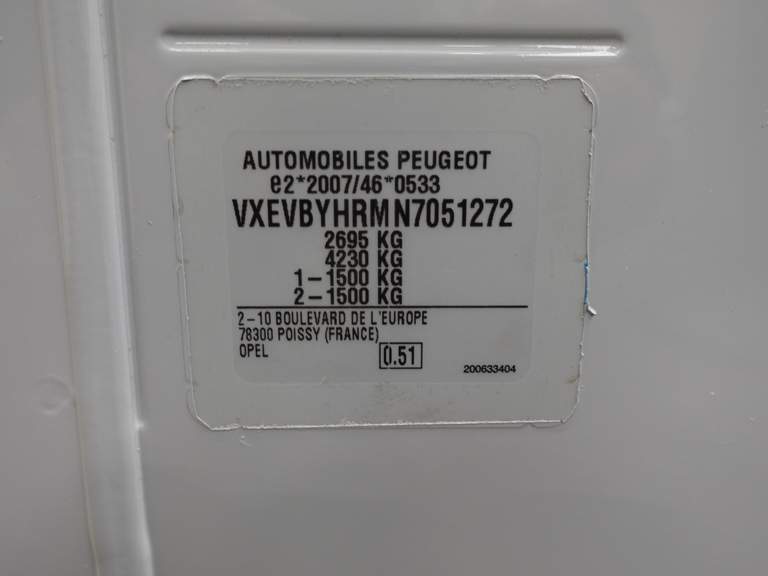 AUTOMOBILES PEUGEOT
e2*2007/46*0533
VXEVBYHRMN7051272
2695 KG
4230 KG
1-1500 KG
2-1500 KG
2-10 BOULEVARD DE L'EUROPE
78300 POISSY (FRANCE)
OPEL 0.51
200633404